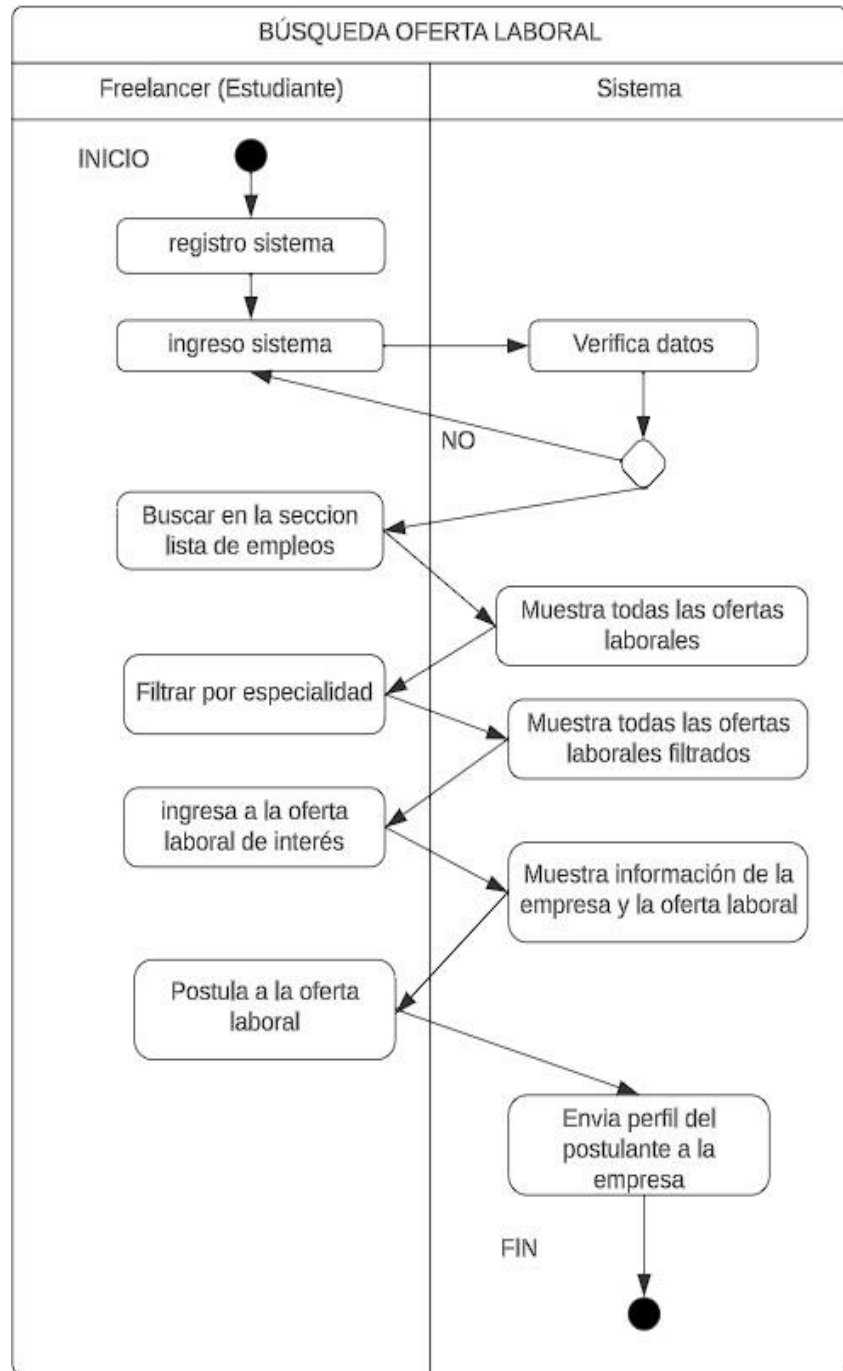 BÚSQUEDA OFERTA LABORAL
Freelancer (Estudiante)
Sistema
INICIO
registro sistema
ingreso sistema
Verifica datos
NO
Buscar en la seccion
lista de empleos
Muestra todas las ofertas
laborales
Filtrar por especialidad
Muestra todas las ofertas
laborales filtrados
ingresa a la oferta
laboral de interés
Muestra información de la
empresa y la oferta laboral
Postula a la oferta
laboral
Envia perfil del
postulante a la
empresa
FIN